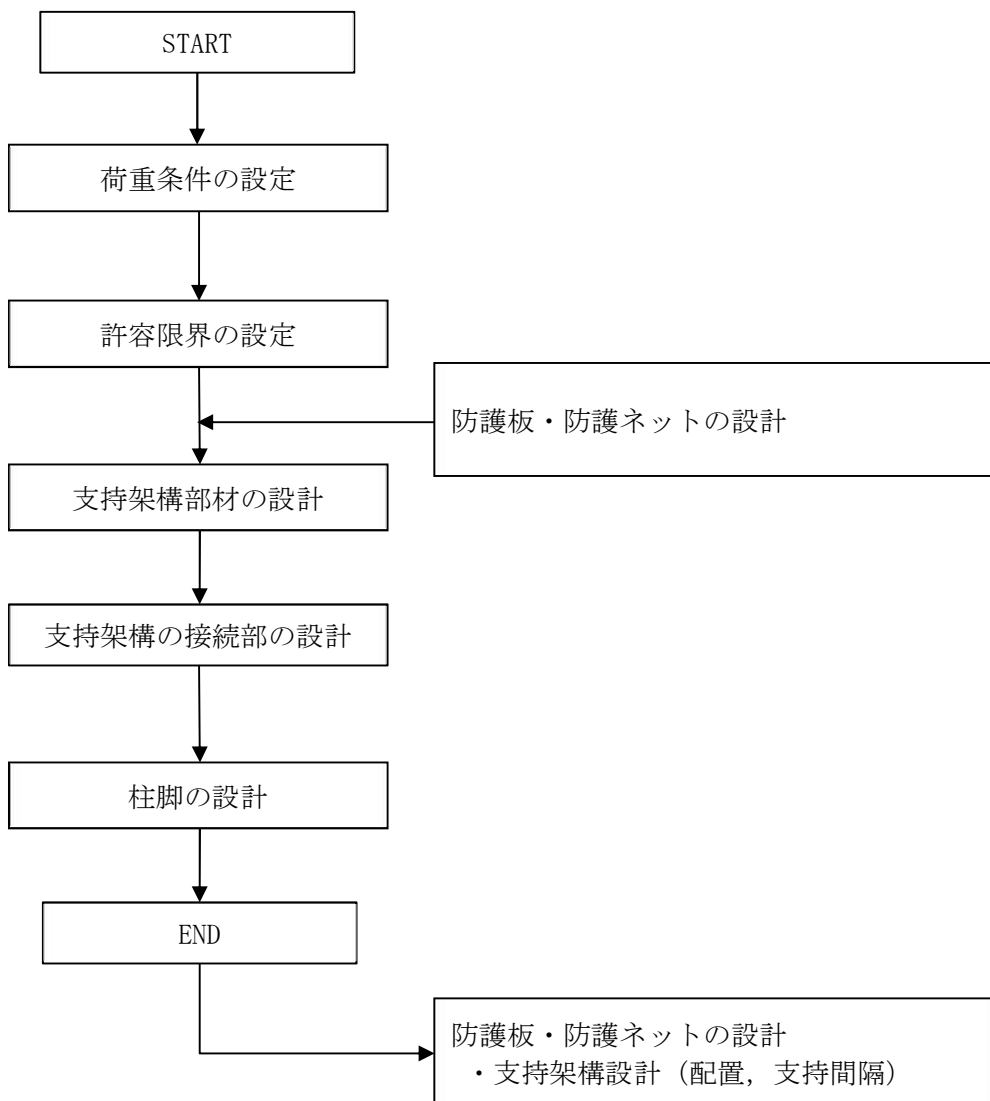 START
荷重条件の設定
許容限界の設定
防護板・防護ネットの設計
支持架構部材の設計
支持架構の接続部の設計
柱脚の設計
END
防護板・防護ネットの設計
・支持架構設計（配置，支持間隔）